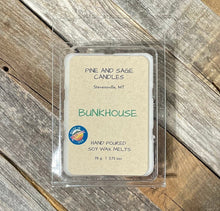 PINE AND SAGE
CANDLES
Stevensville, MT
BUNKHOUSE
HAND POURED
SOY WAX MELTS